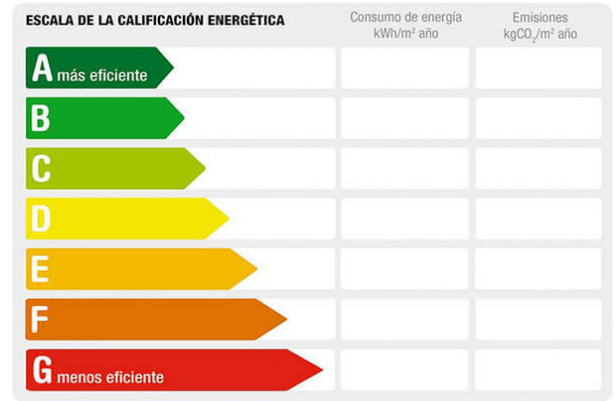 ESCALA DE LA CALIFICACIÓN ENERGÉTICA
Consumo de energía
kWh/m² año
Emisiones
kgCO₂/m² año
A más eficiente
B
C
D
E
F
G menos eficiente